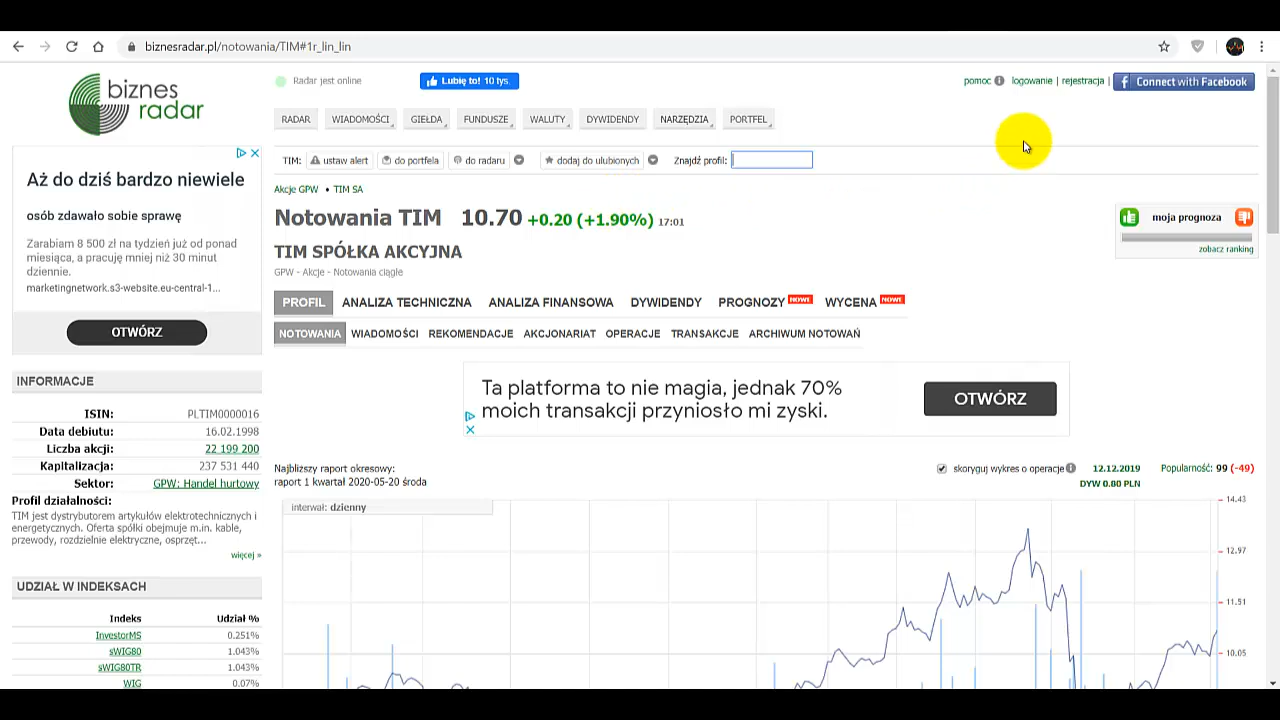 biznesradar.pl/notowania/TIM#1r_lin_lin
biznes
radar
Radar jest online
Lubię to! 10 tys.
pomoc
logowanie | rejestracja |
Connect with Facebook
RADAR WIADOMOŚCI GIEŁDA FUNDUSZE WALUTY DYWIDENDY NARZĘDZIA PORTFEL
TIM: ustaw alert do portfela do radaru dodaj do ulubionych Znajdź profil:
Aż do dziś bardzo niewiele
osób zdawało sobie sprawę
Zarabiam 8 500 zł na tydzień już od ponad
miesiąca, a pracuję mniej niż 30 minut
dziennie.
marketingnetwork.s3-website.eu-central-1...
OTWÓRZ
Akcje GPW • TIM SA
Notowania TIM 10.70 +0.20 (+1.90%) 17:01
TIM SPÓŁKA AKCYJNA
GPW - Akcje - Notowania ciągłe
moja prognoza
zobacz ranking
PROFIL ANALIZA TECHNICZNA ANALIZA FINANSOWA DYWIDENDY PROGNOZY NOWE WYCENA NOWE
NOTOWANIA WIADOMOŚCI REKOMENDACJE AKCJONARIAT OPERACJE TRANSAKCJE ARCHIWUM NOTOWAŃ
Ta platforma to nie magia, jednak 70%
moich transakcji przyniosło mi zyski.
OTWÓRZ
INFORMACJE
ISIN: PLTIM0000016
Data debiutu: 16.02.1998
Liczba akcji: 22 199 200
Kapitalizacja: 237 531 440
Sektor: GPW: Handel hurtowy
Profil działalności:
TIM jest dystrybutorem artykułów elektrotechnicznych i
energetycznych. Oferta spółki obejmuje m.in. kable,
przewody, rozdzielnie elektryczne, osprzęt...
więcej »
UDZIAŁ W INDEKSACH
Indeks Udział %
InvestorMS 0.251%
sWIG80 1.043%
sWIG80TR 1.043%
WIG 0.07%
Najbliższy raport okresowy:
raport 1 kwartał 2020-05-20 środa
skoryguj wykres o operacje
12.12.2019
DYW 0.80 PLN
Popularność: 99 (-49)
interwał: dzienny
14.43
12.97
11.51
10.05